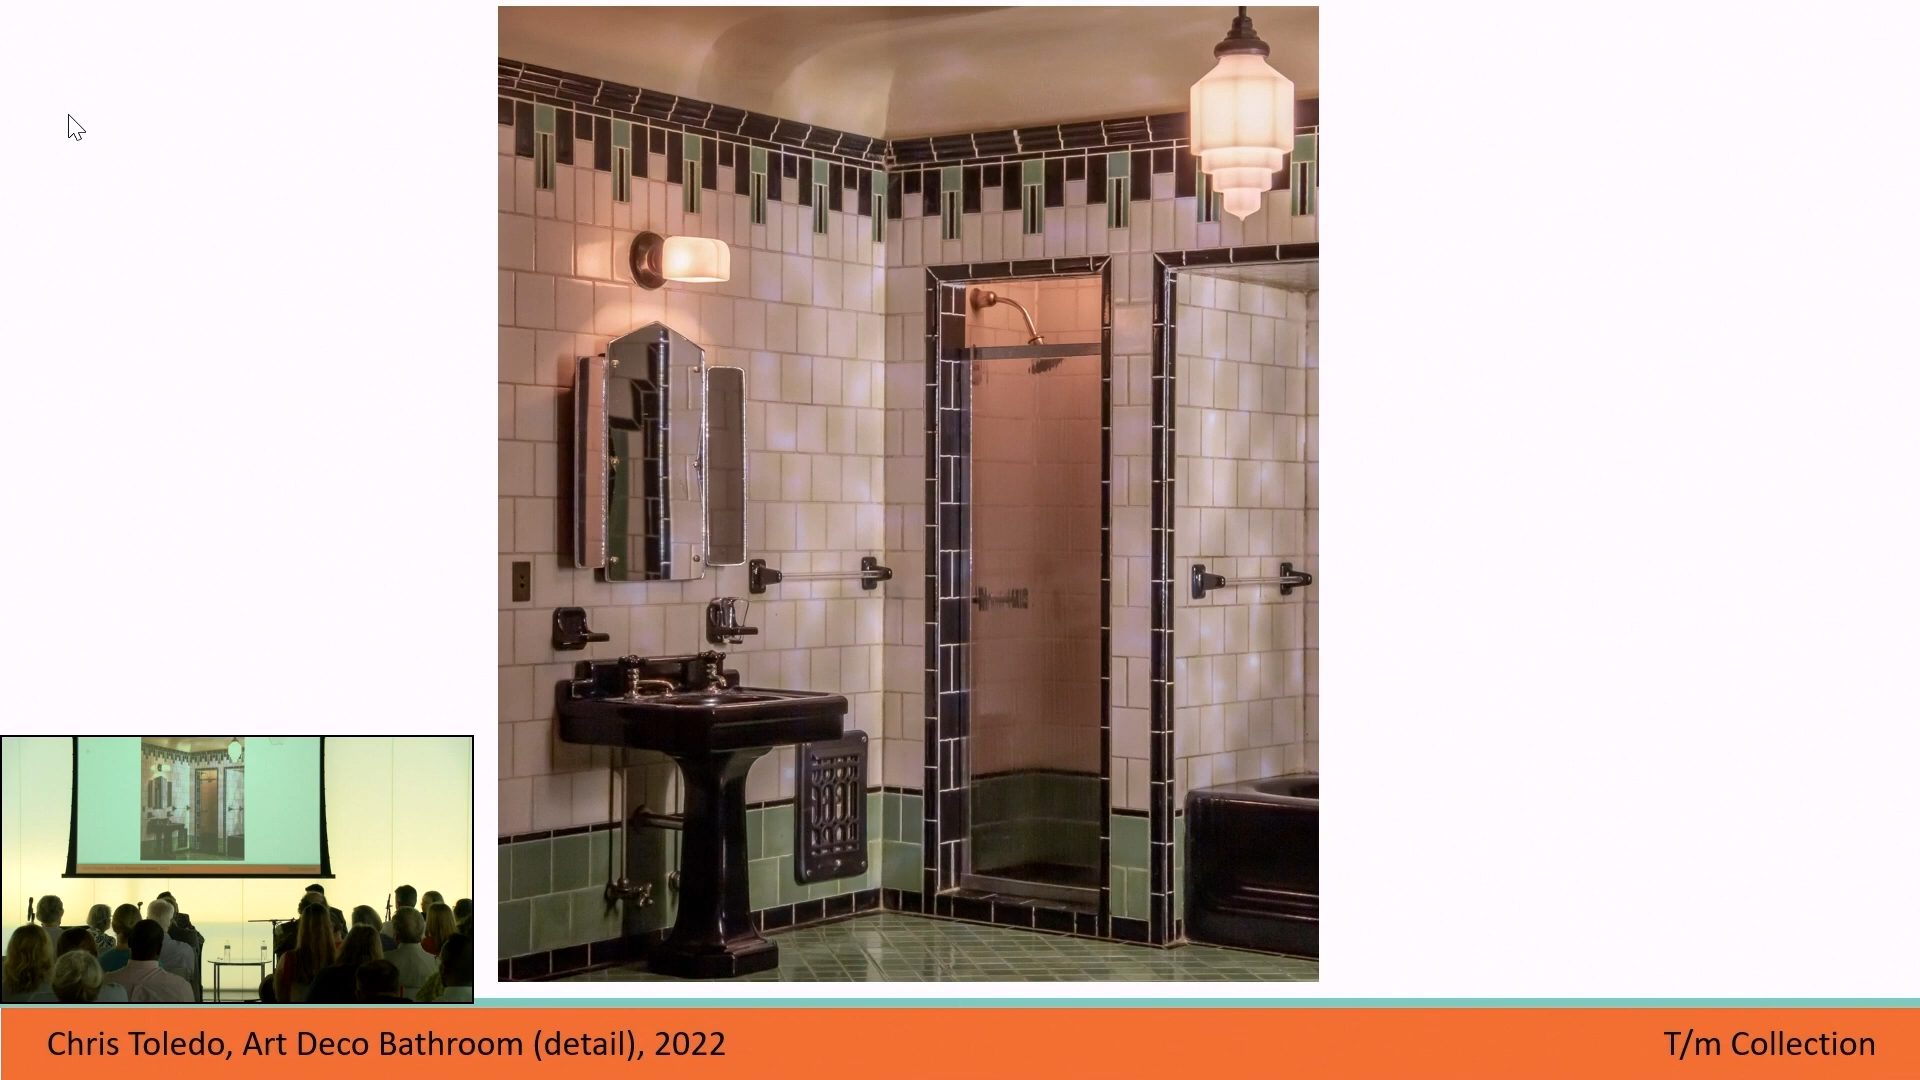 Chris Toledo, Art Deco Bathroom (detail), 2022
T/m Collection